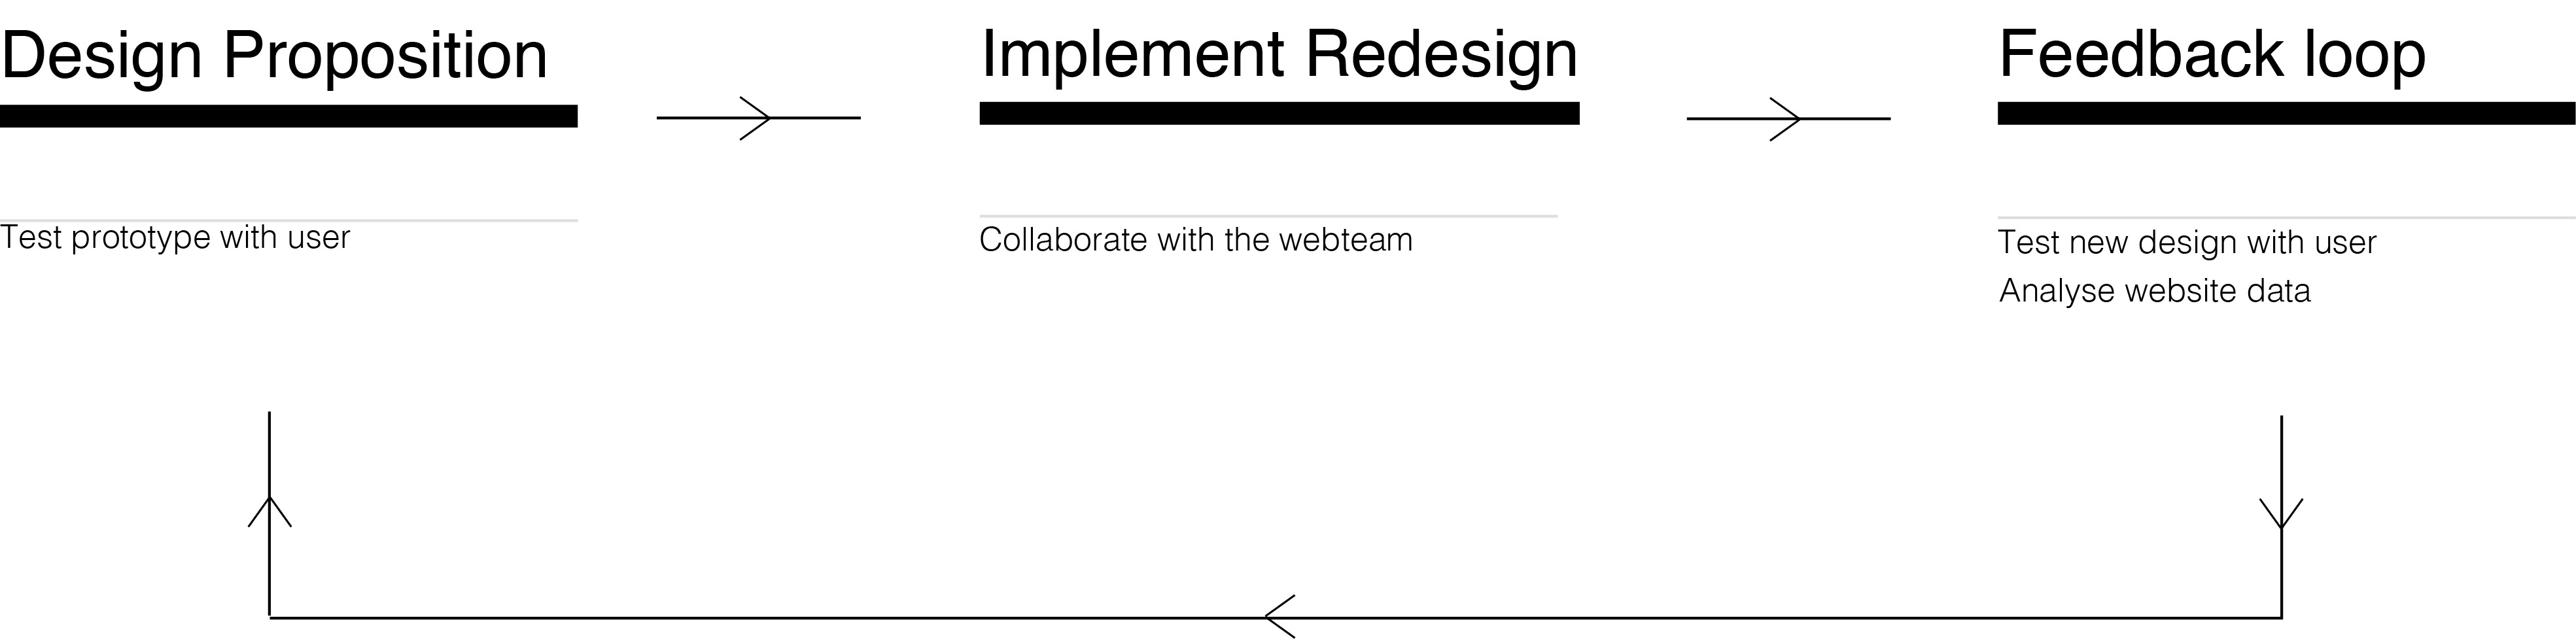 Design Proposition
Test prototype with user
Implement Redesign
Collaborate with the webteam
Feedback loop
Test new design with user
Analyse website data